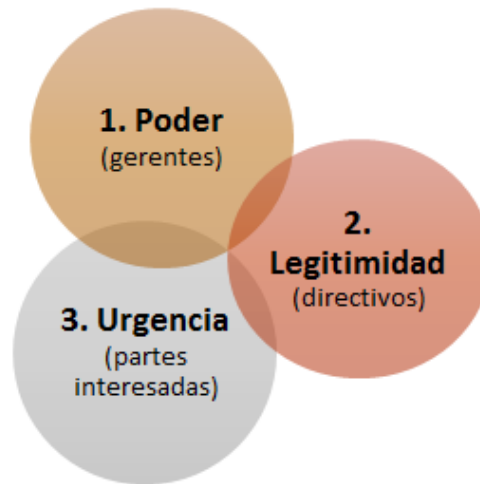 1. Poder
(gerentes)
2.
Legitimidad
(directivos)
3. Urgencia
(partes
interesadas)